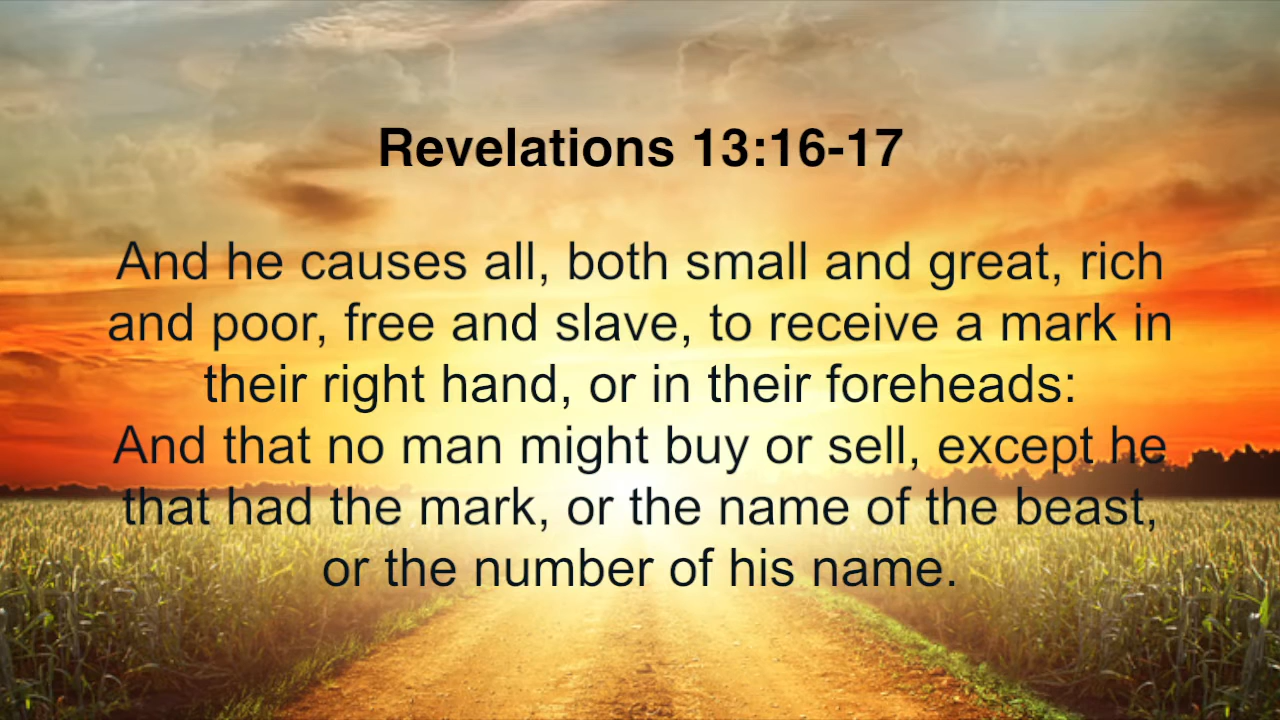 Revelations 13:16-17
And he causes all, both small and great, rich
and poor, free and slave, to receive a mark in
their right hand, or in their foreheads:
And that no man might buy or sell, except he
that had the mark, or the name of the beast,
or the number of his name.